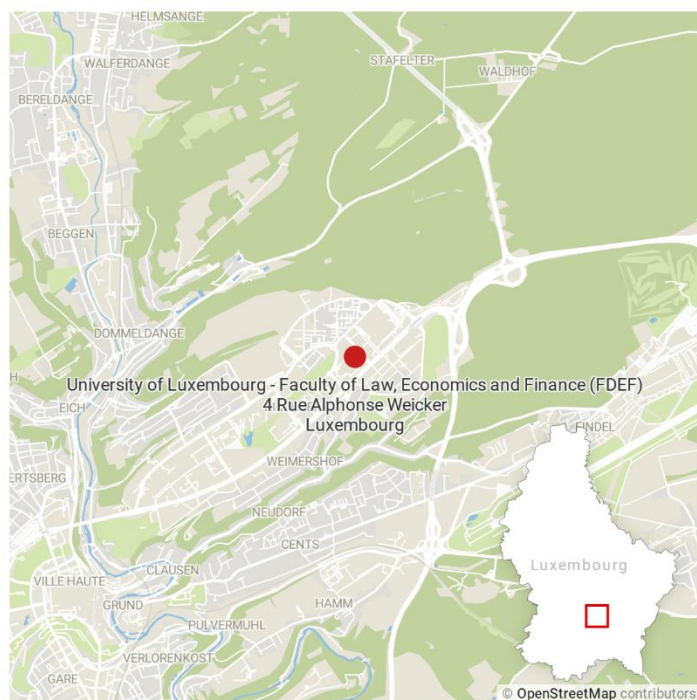 HELMSANGE
WALFERDANGE
STAFELTER
WALDHOF
BERELDANGE
BEGGEN
DOMMELDANGE
University of Luxembourg - Faculty of Law, Economics and Finance (FDEF)
4 Rue Alphonse Weicker
Luxembourg
EICH
FINDEL
WEIMERSHOF
ERTSBERG
NEUDORF
CENTS
Luxembourg
CLAUSEN
VILLE HAUTE
GRUND
HAMM
PULVERMUHL
VERLORENKOST
GARE
© OpenStreetMap contributors